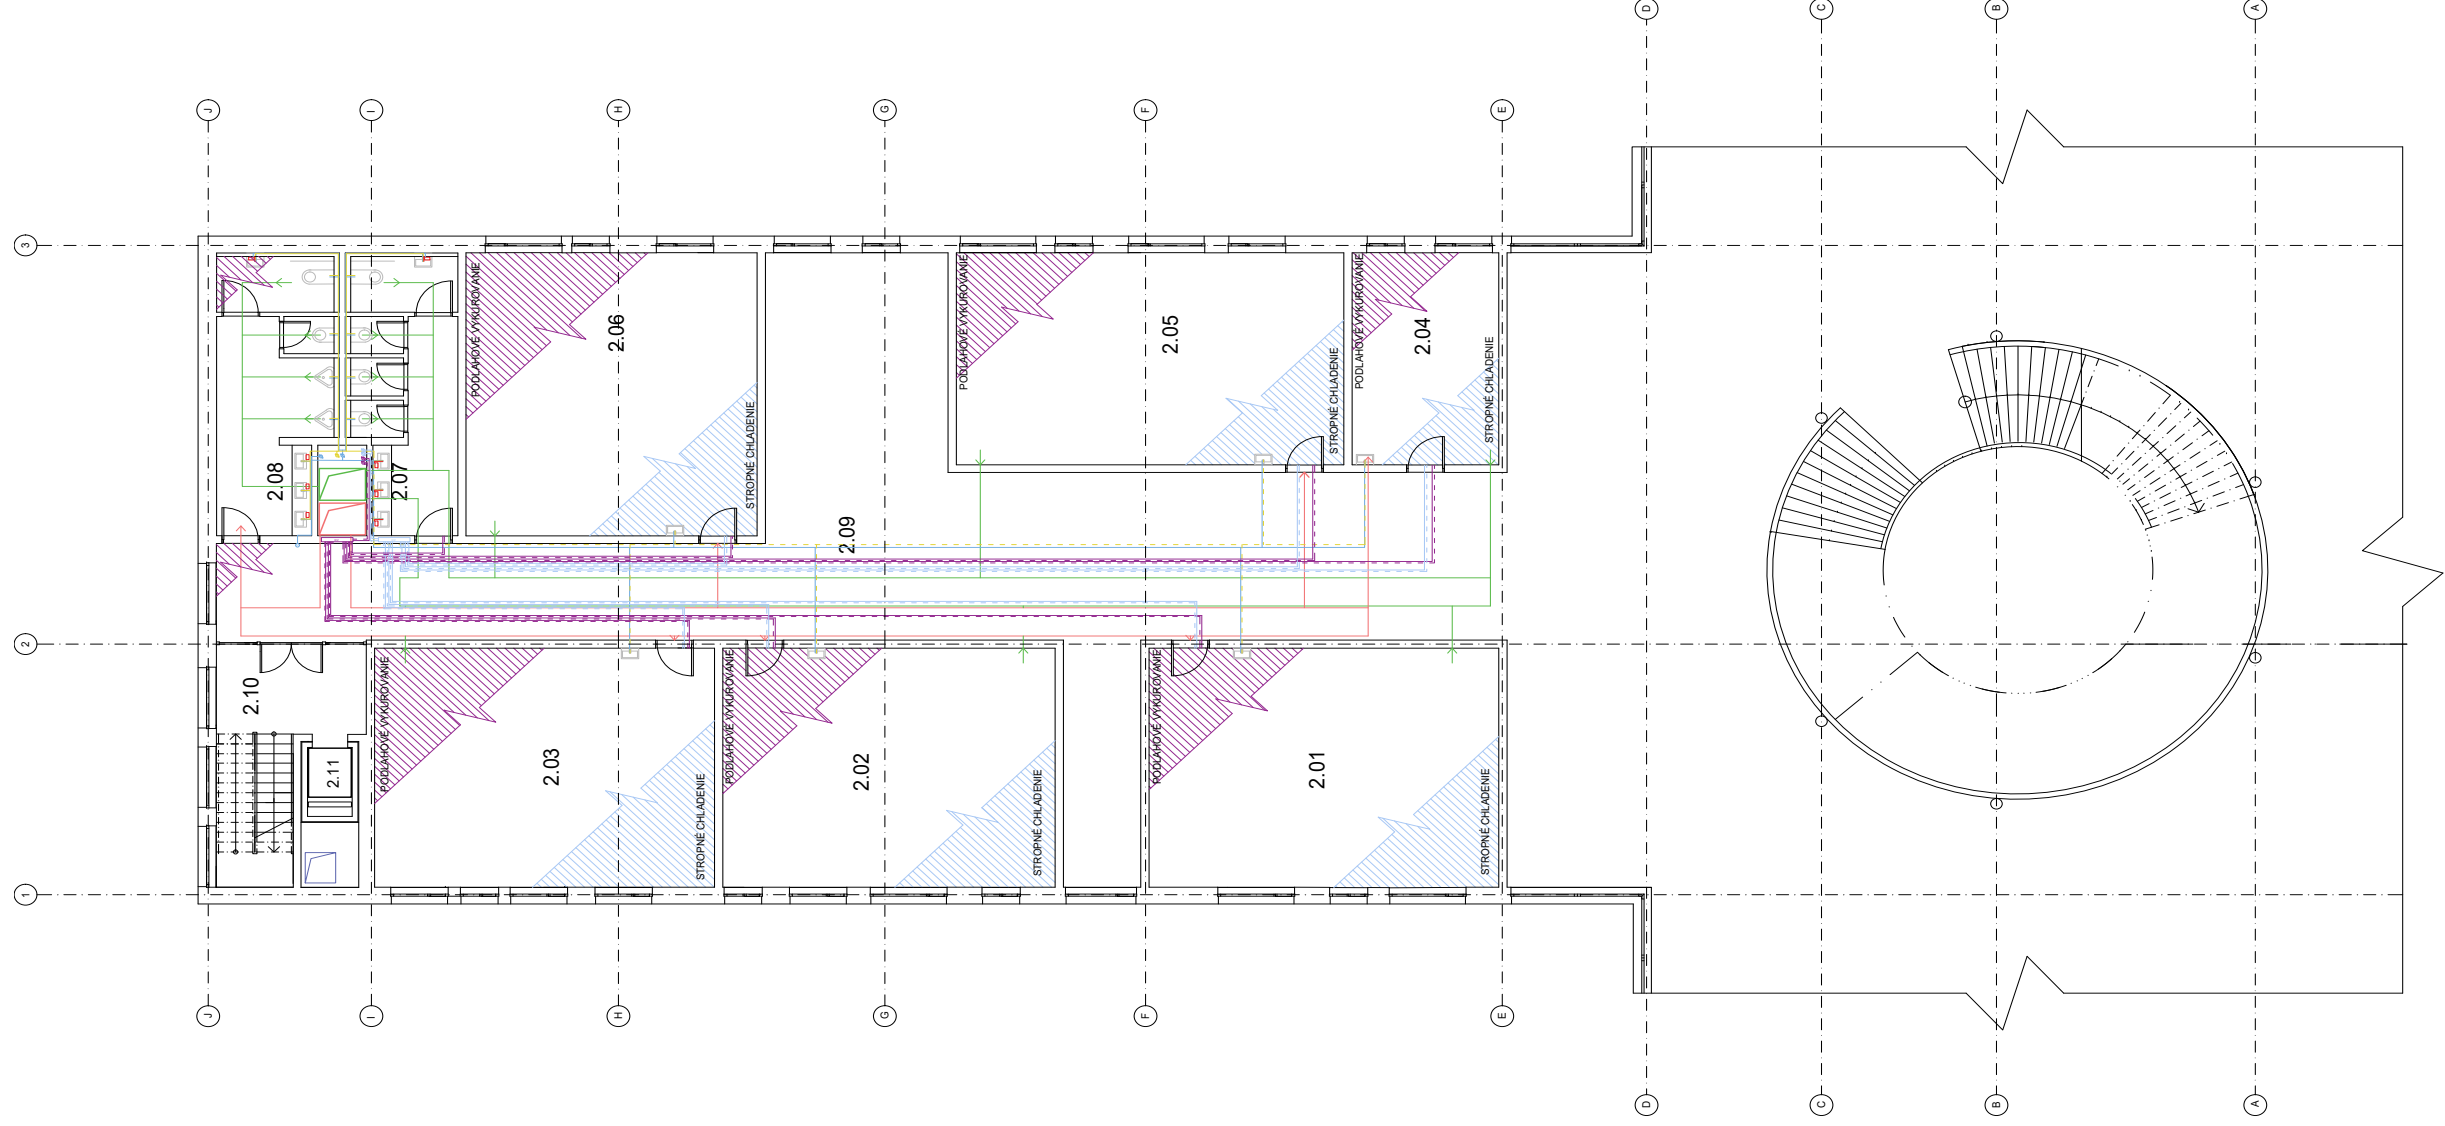 D
C
B
A
J
I
H
G
F
E
3
PODLAHOVÉ VYKUROVANIE
2.06
STROPNÉ CHLADENIE
PODLAHOVÉ VYKUROVANIE
2.05
STROPNÉ CHLADENIE
PODLAHOVÉ VYKUROVANIE
2.04
STROPNÉ CHLADENIE
2.08
2.07
2.09
2
2.10
2.11
PODLAHOVÉ VYKUROVANIE
2.03
STROPNÉ CHLADENIE
PODLAHOVÉ VYKUROVANIE
2.02
STROPNÉ CHLADENIE
PODLAHOVÉ VYKUROVANIE
2.01
STROPNÉ CHLADENIE
1
J
I
H
G
F
E
D
C
B
A